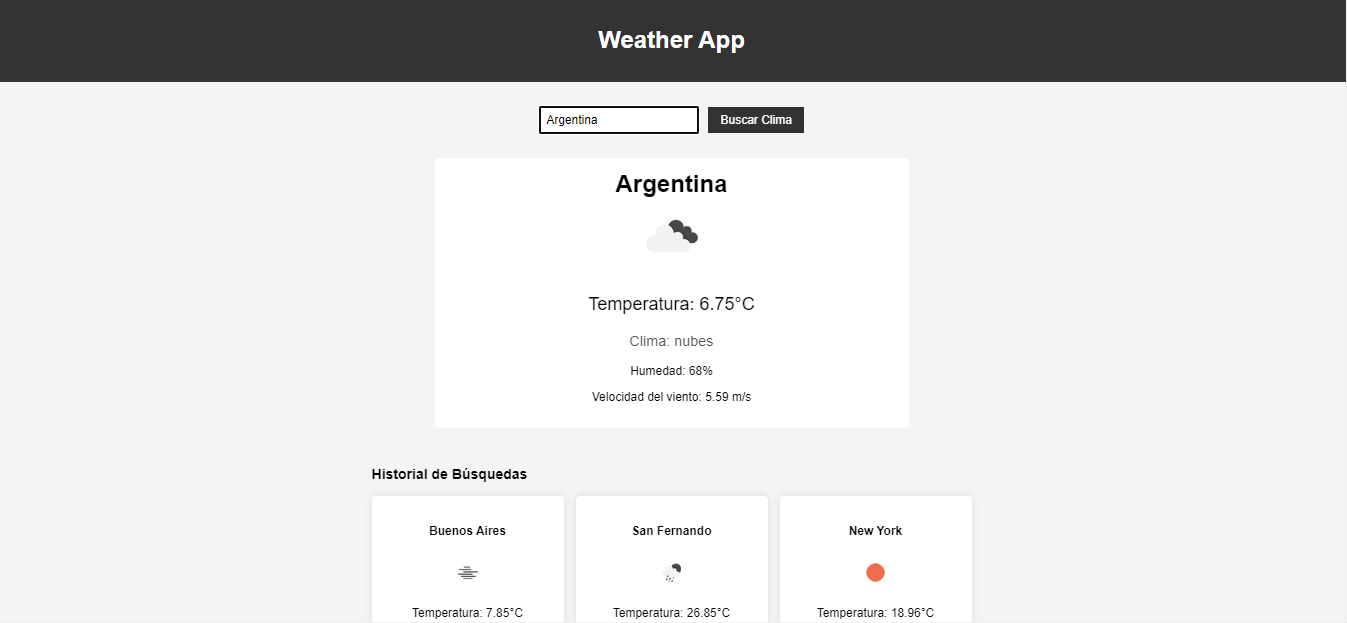 Weather App
Argentina
Buscar Clima
Argentina
Temperatura: 6.75°C
Clima: nubes
Humedad: 68%
Velocidad del viento: 5.59 m/s
Historial de Búsquedas
Buenos Aires
San Fernando
New York
Temperatura: 7.85°C
Temperatura: 26.85°C
Temperatura: 18.96°C